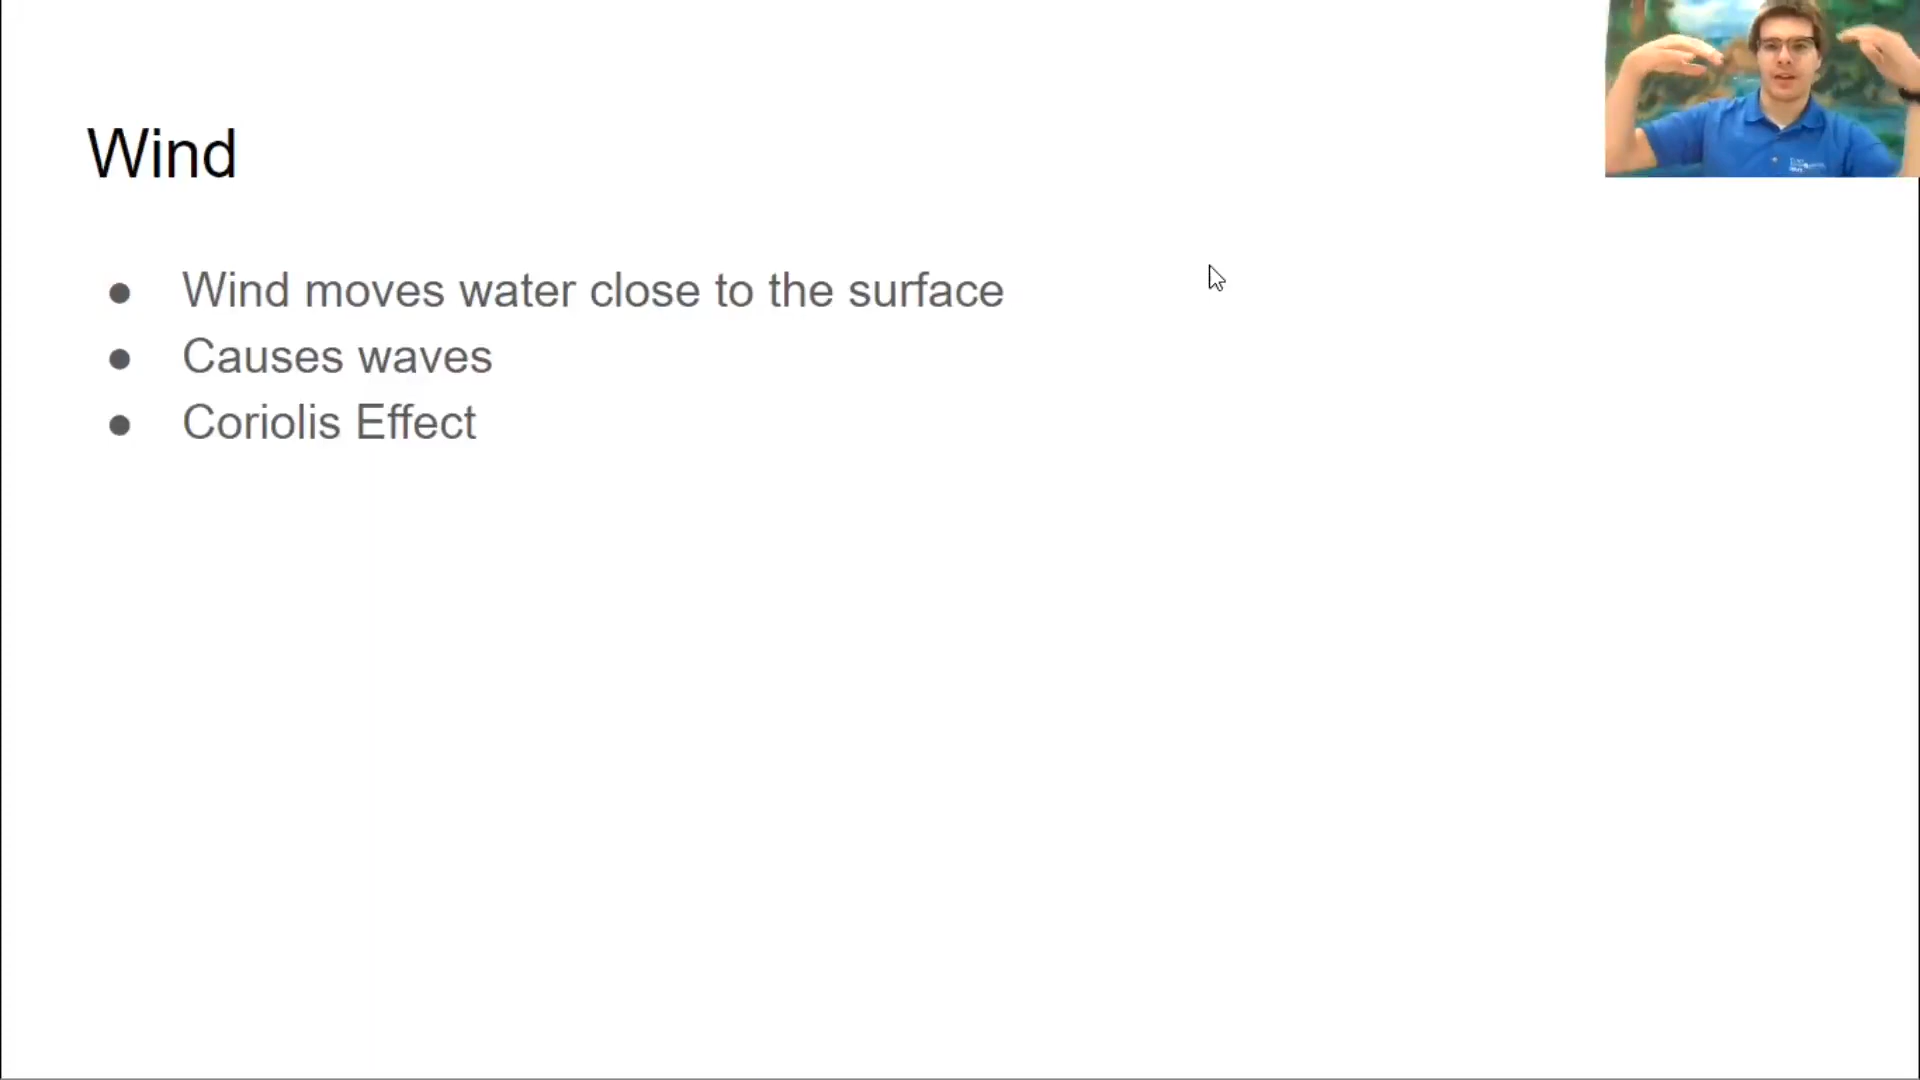 Wind
● Wind moves water close to the surface
● Causes waves
● Coriolis Effect